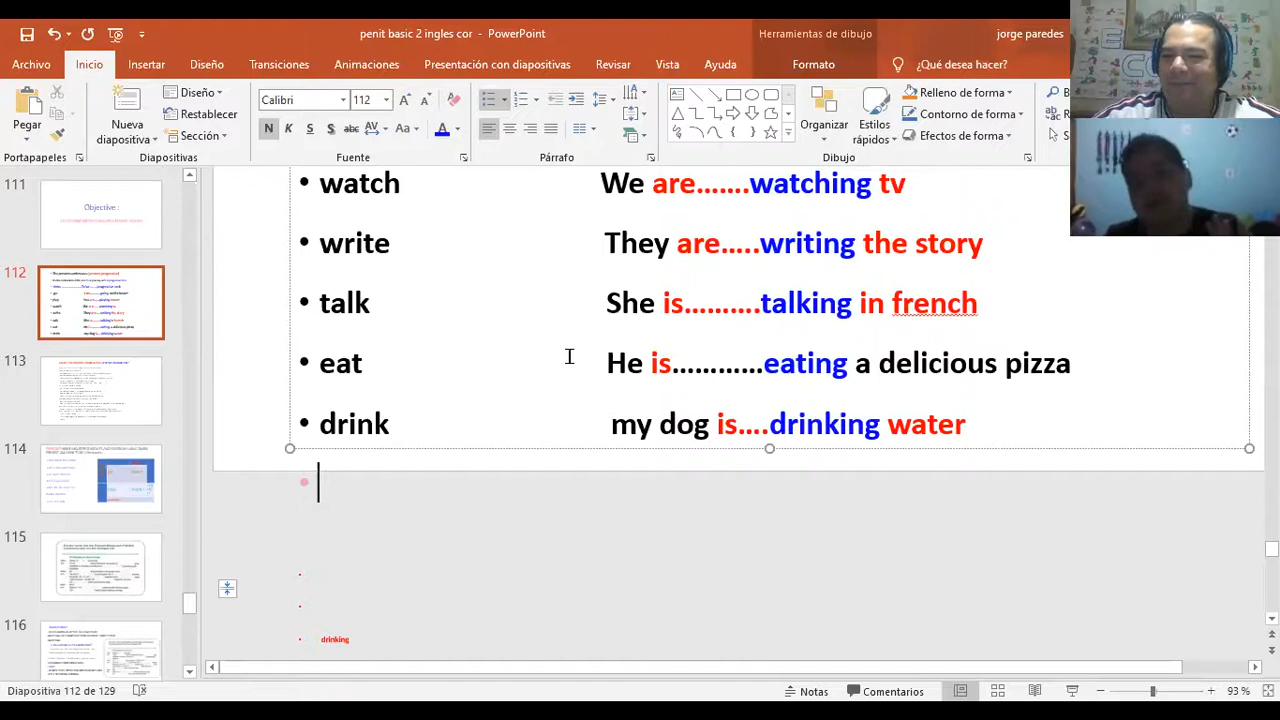 penit basic 2 ingles cor - PowerPoint
Herramientas de dibujo
jorge paredes
Archivo
Inicio
Insertar
Diseño
Transiciones
Animaciones
Presentación con diapositivas
Revisar
Vista
Ayuda
Formato
¿Qué desea hacer?
Pegar
Portapapeles
Nueva
diapositiva
Diseño
Restablecer
Sección
Diapositivas
Calibri
112
N K S S abc AV Aa A
Fuente
Párrafo
Organizar
Estilos
rápidos
Relleno de forma
Contorno de forma
Efectos de forma
Dibujo
111
Objective :
112
113
114
115
116
• watch We are.......watching tv
• write They are.....writing the story
• talk She is..........talking in french
• eat He is............eating a delicious pizza
• drink my dog is....drinking water
drinking
Diapositiva 112 de 129
Notas
Comentarios
93 %